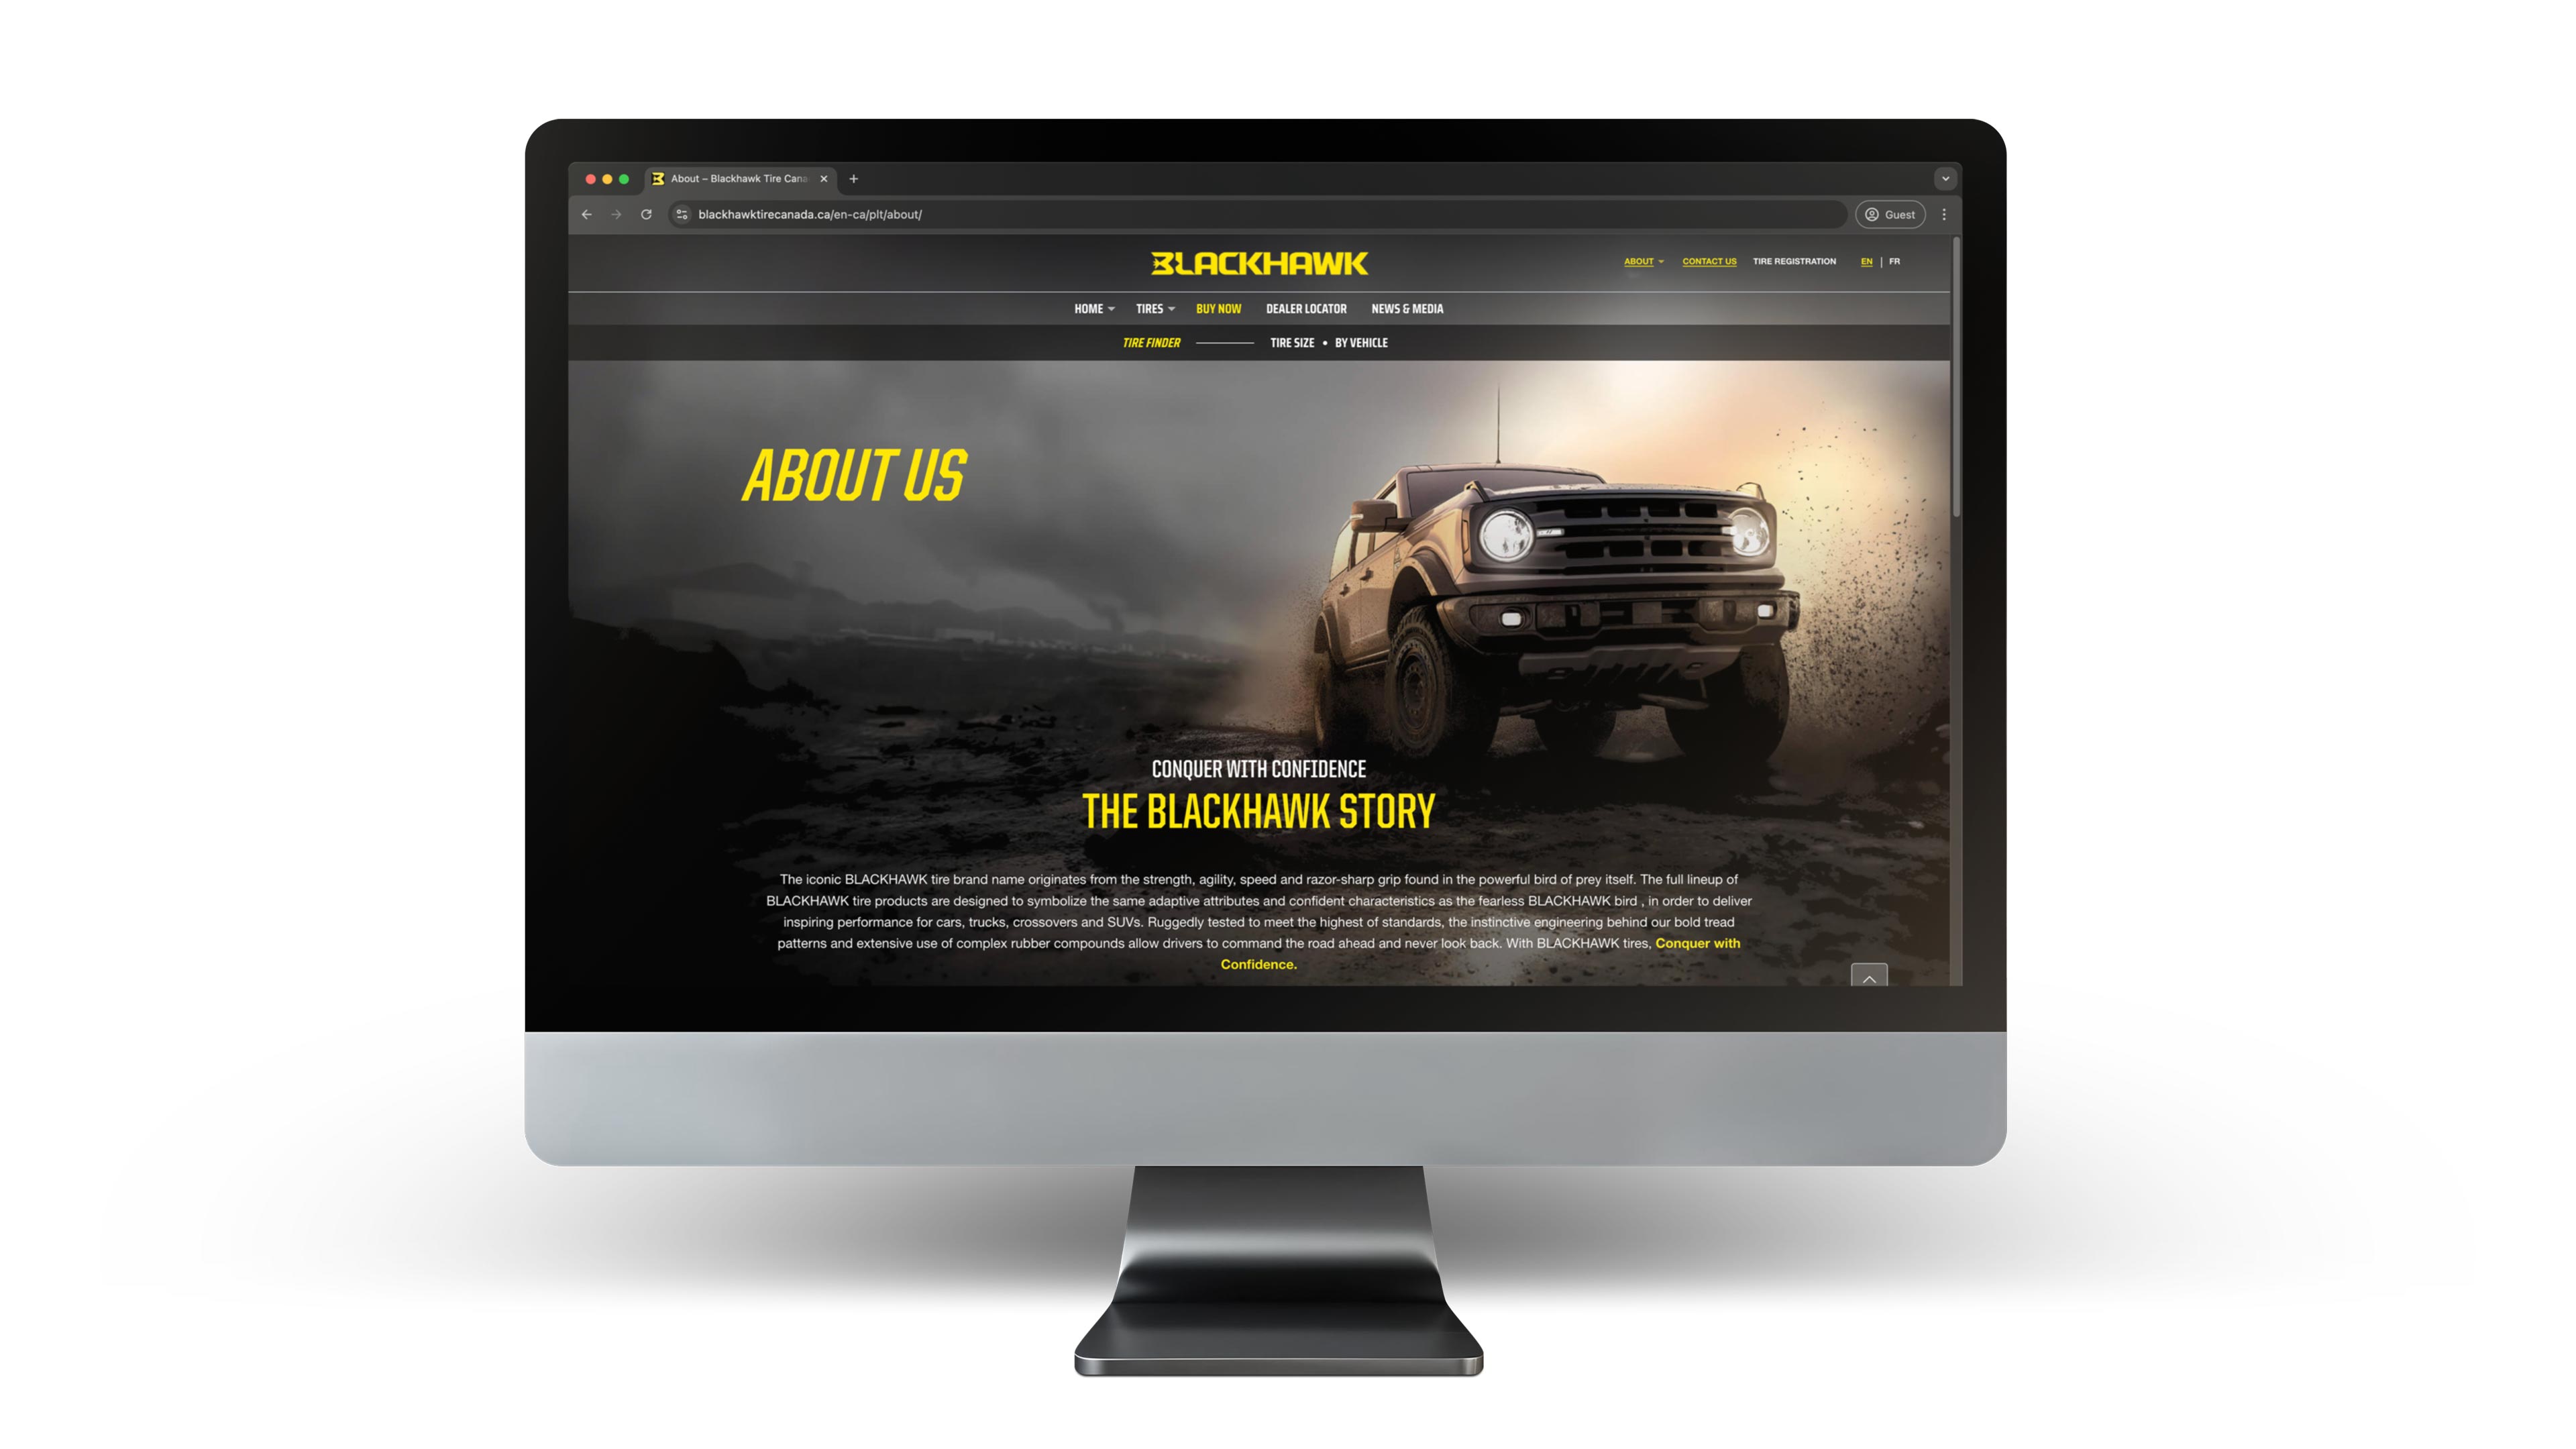 About – Blackhawk Tire Cana
blackhawktirecanada.ca/en-ca/plt/about/
Guest
BLACKHAWK
ABOUT CONTACT US TIRE REGISTRATION EN | FR
HOME TIRES BUY NOW DEALER LOCATOR NEWS & MEDIA
TIRE FINDER TIRE SIZE • BY VEHICLE
ABOUT US
CONQUER WITH CONFIDENCE
THE BLACKHAWK STORY
The iconic BLACKHAWK tire brand name originates from the strength, agility, speed and razor-sharp grip found in the powerful bird of prey itself. The full lineup of
BLACKHAWK tire products are designed to symbolize the same adaptive attributes and confident characteristics as the fearless BLACKHAWK bird , in order to deliver
inspiring performance for cars, trucks, crossovers and SUVs. Ruggedly tested to meet the highest of standards, the instinctive engineering behind our bold tread
patterns and extensive use of complex rubber compounds allow drivers to command the road ahead and never look back. With BLACKHAWK tires, Conquer with
Confidence.